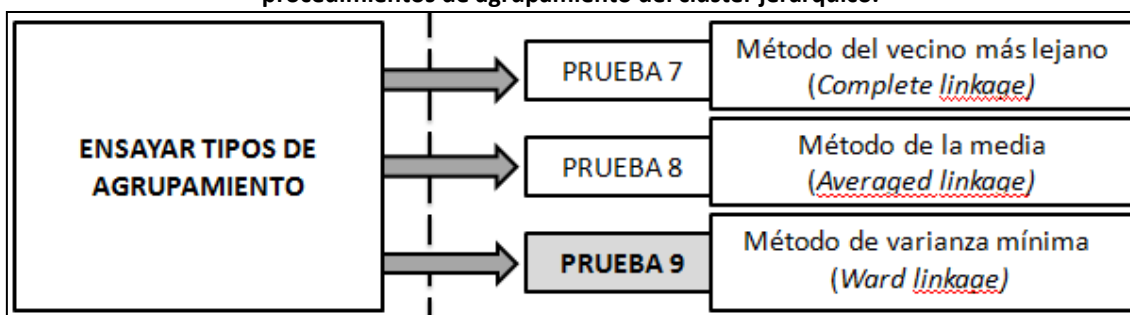 procedimientos de agrupamiento del clúster jerárquico.
ENSAYAR TIPOS DE
AGRUPAMIENTO
PRUEBA 7
Método del vecino más lejano
(Complete linkage)
PRUEBA 8
Método de la media
(Averaged linkage)
PRUEBA 9
Método de varianza mínima
(Ward linkage)